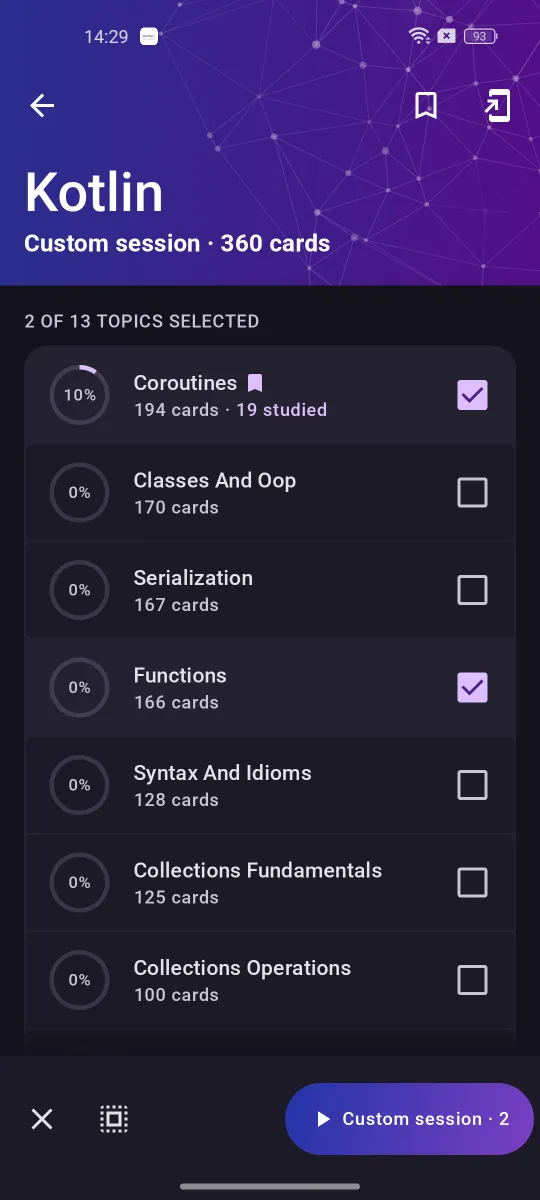 14:29
93
Kotlin
Custom session · 360 cards
2 OF 13 TOPICS SELECTED
10%
Coroutines
194 cards · 19 studied
0%
Classes And Oop
170 cards
0%
Serialization
167 cards
0%
Functions
166 cards
0%
Syntax And Idioms
128 cards
0%
Collections Fundamentals
125 cards
0%
Collections Operations
100 cards
Custom session · 2